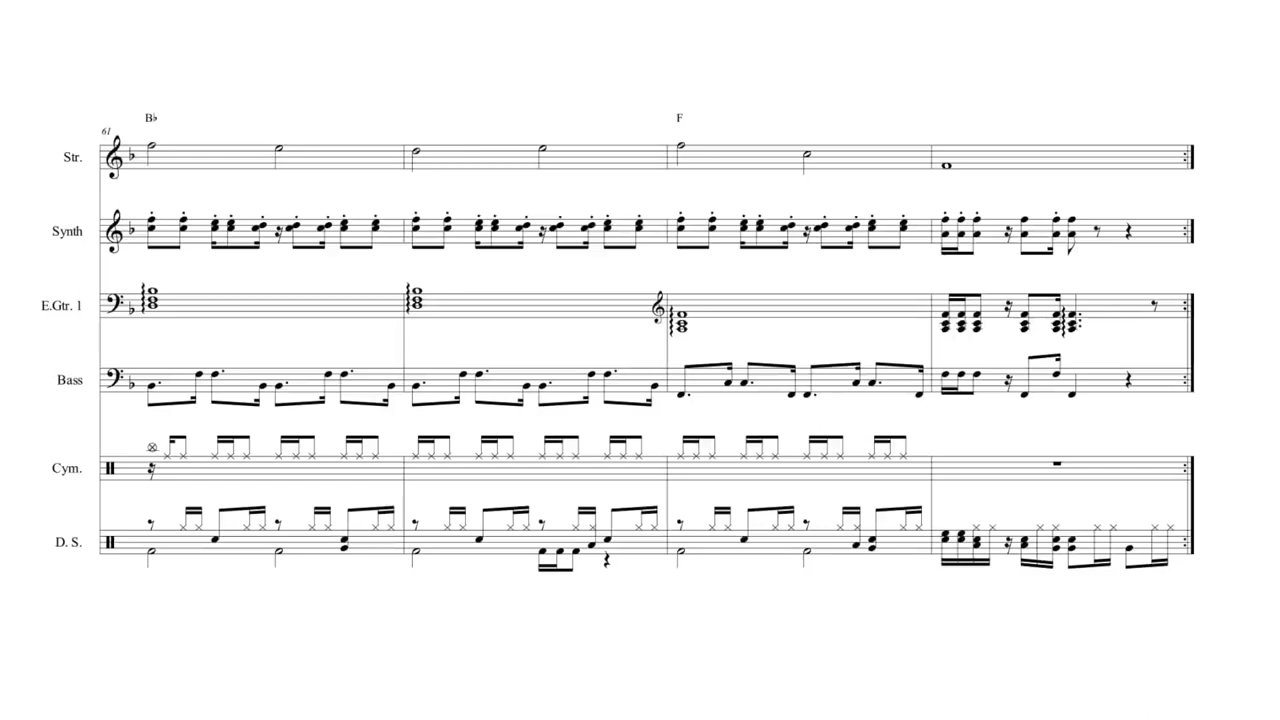 B♭
F
61
Str.
Synth
E.Gtr. 1
Bass
Cym.
D. S.